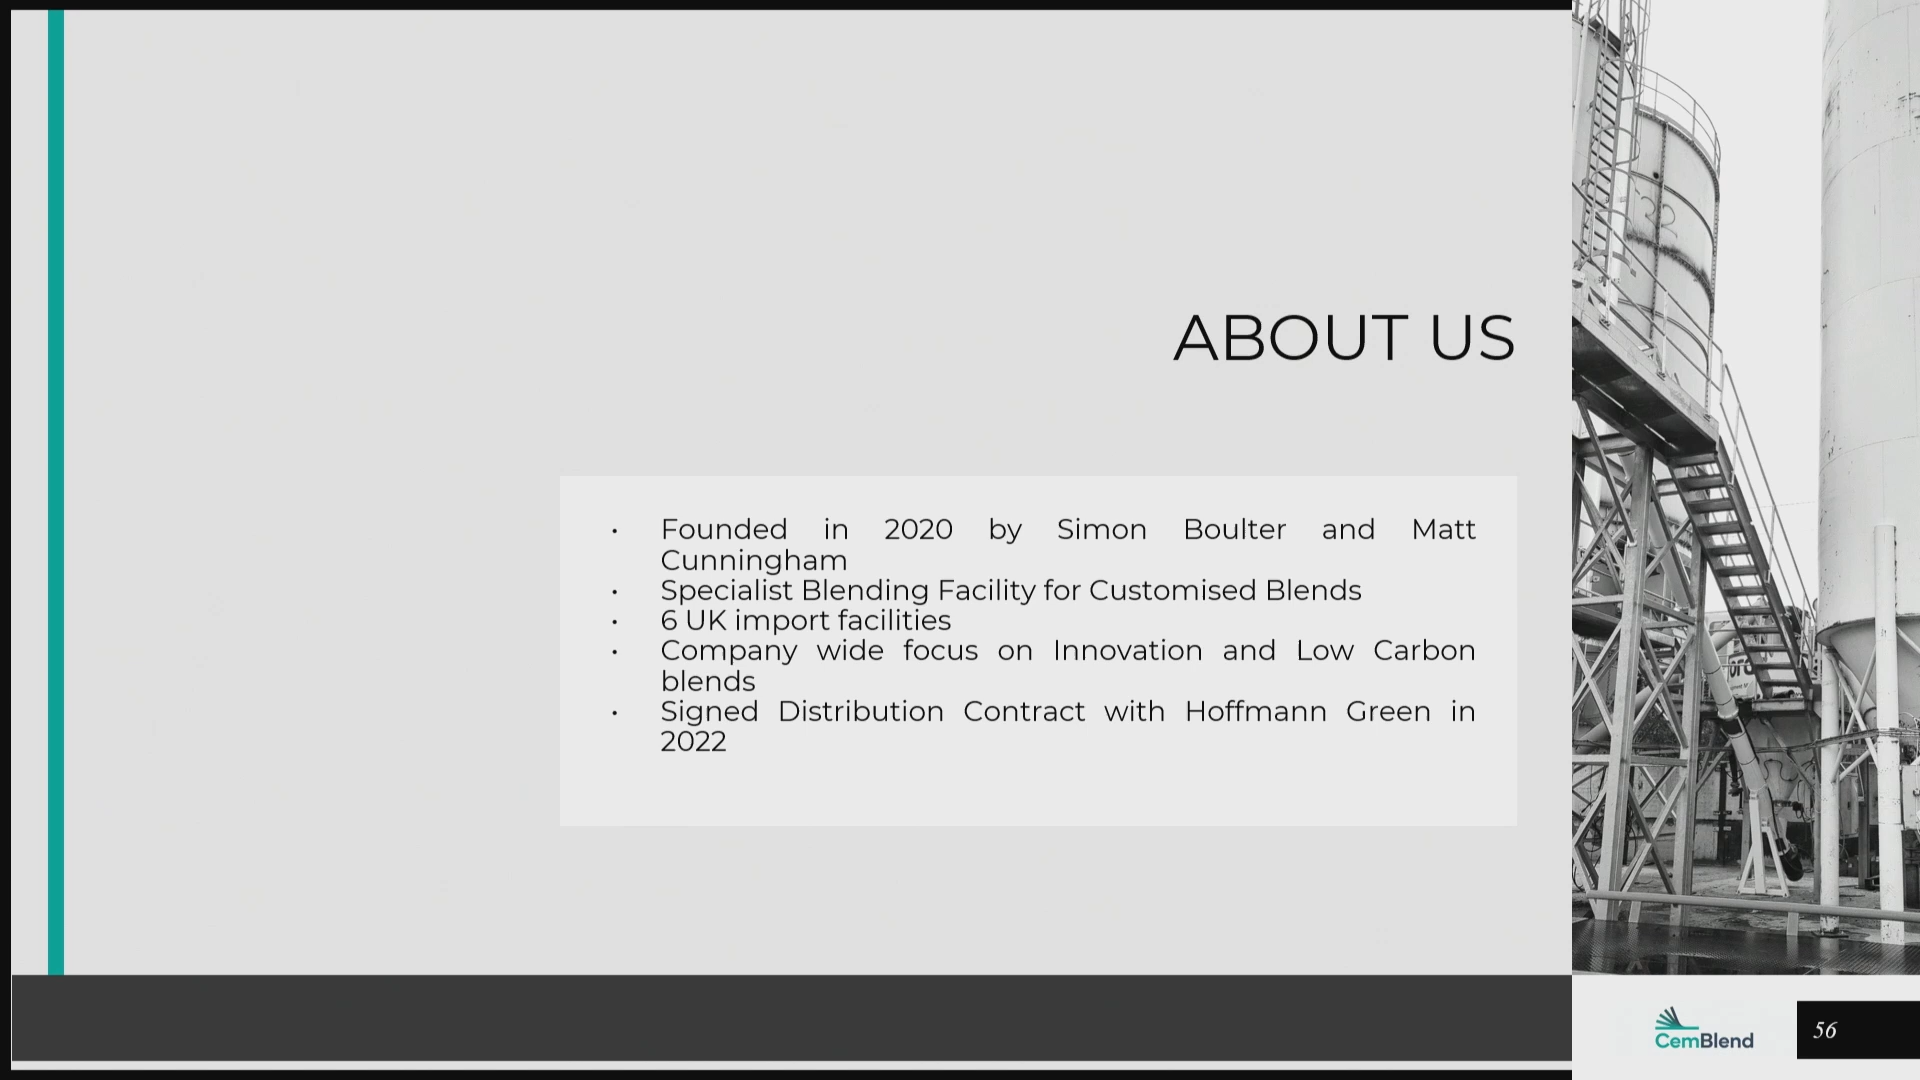 ABOUT US
• Founded in 2020 by Simon Boulter and Matt
Cunningham
• Specialist Blending Facility for Customised Blends
• 6 UK import facilities
• Company wide focus on Innovation and Low Carbon
blends
• Signed Distribution Contract with Hoffmann Green in
2022
32
CemBlend
56